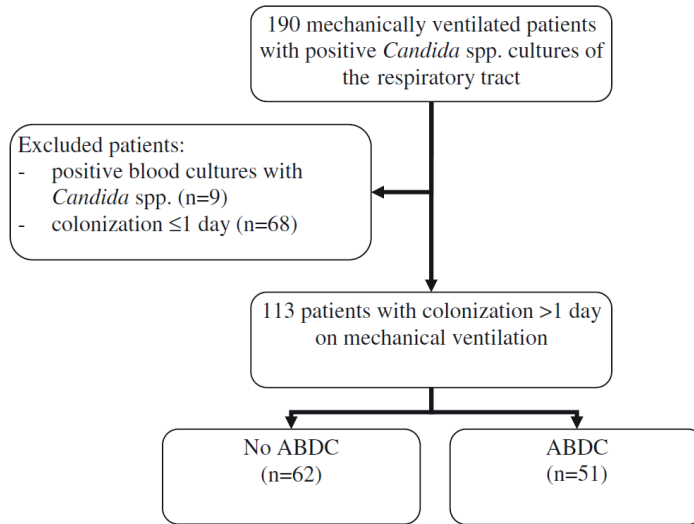 190 mechanically ventilated patients
with positive Candida spp. cultures of
the respiratory tract
Excluded patients:
- positive blood cultures with
Candida spp. (n=9)
- colonization ≤1 day (n=68)
113 patients with colonization >1 day
on mechanical ventilation
No ABDC
(n=62)
ABDC
(n=51)